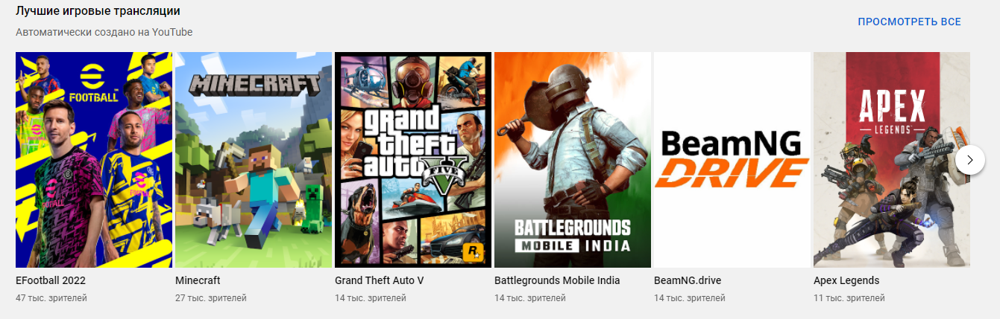 Лучшие игровые трансляции
Автоматически создано на YouTube
ПРОСМОТРЕТЬ ВСЕ
FOOTBALL™
FOOTBALL
MINECRAFT
grand
theft
auto
V
FIVE
R
BATTLEGROUNDS
MOBILE INDIA
BeamNG
DRIVE
APEX
LEGENDS
EFootball 2022
47 тыс. зрителей
Minecraft
27 тыс. зрителей
Grand Theft Auto V
14 тыс. зрителей
Battlegrounds Mobile India
14 тыс. зрителей
BeamNG.drive
14 тыс. зрителей
Apex Legends
11 тыс. зрителей